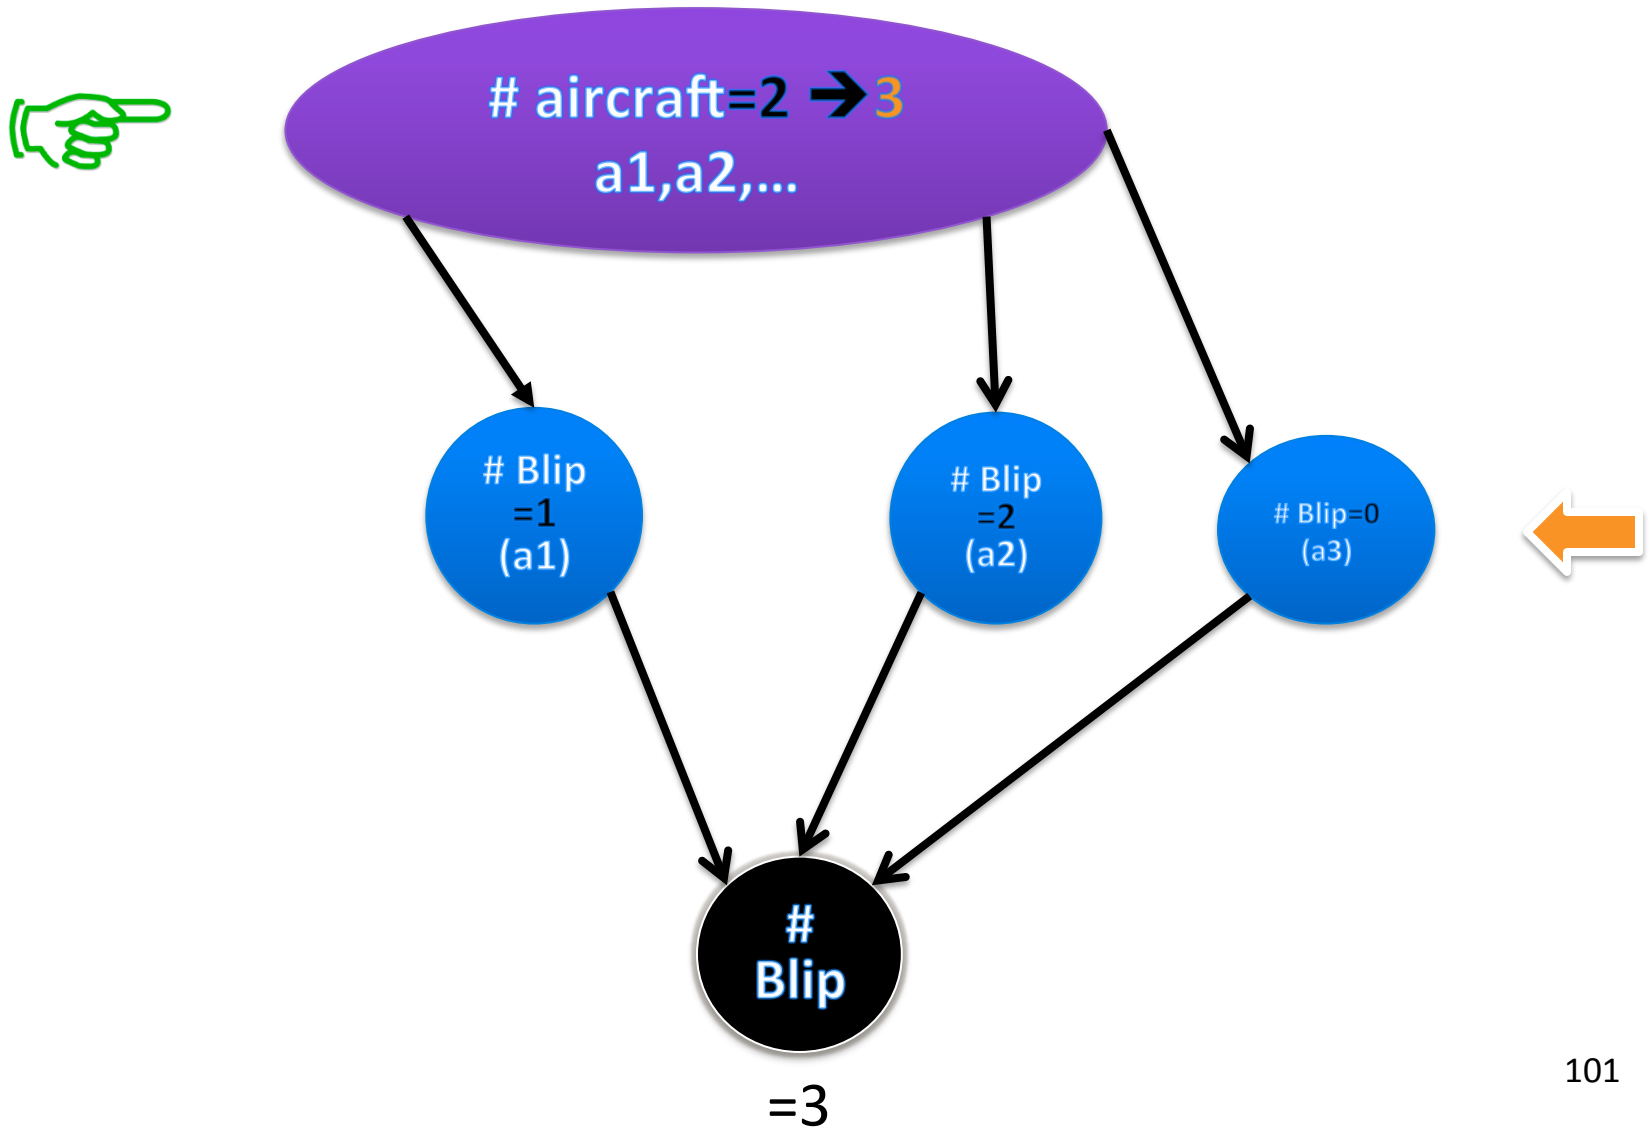 # aircraft=2 ➔3
a1,a2,...
# Blip
=1
(a1)
# Blip
=2
(a2)
# Blip=0
(a3)
#
Blip
=3
101